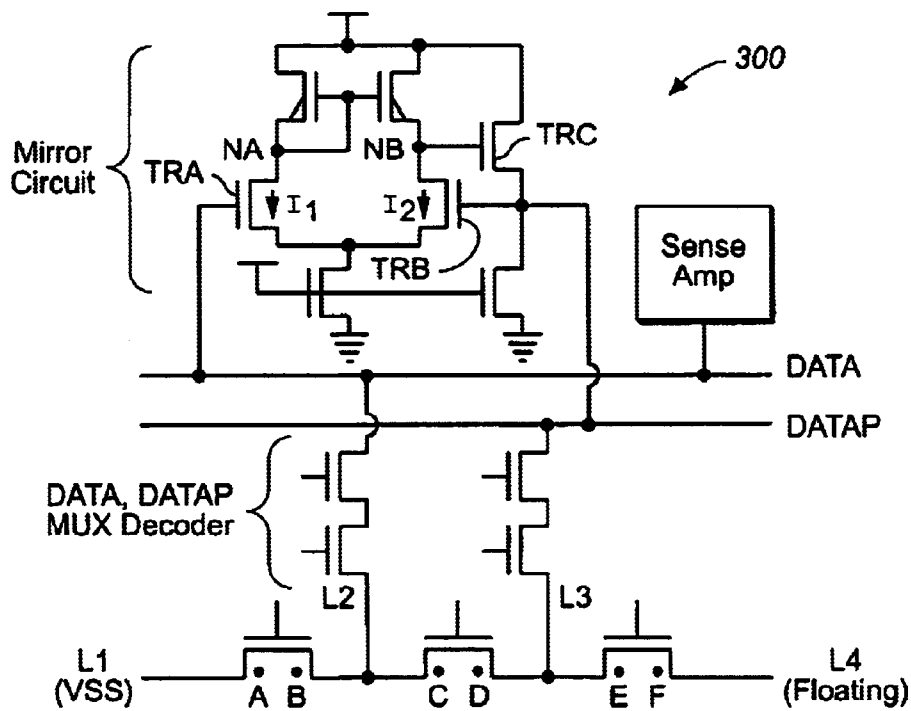 300
Mirror
Circuit
NA
NB
TRC
TRA
I1
I2
TRB
Sense
Amp
DATA
DATAP
DATA, DATAP
MUX Decoder
L2
L3
L1
(VSS)
A
B
C
D
E
F
L4
(Floating)